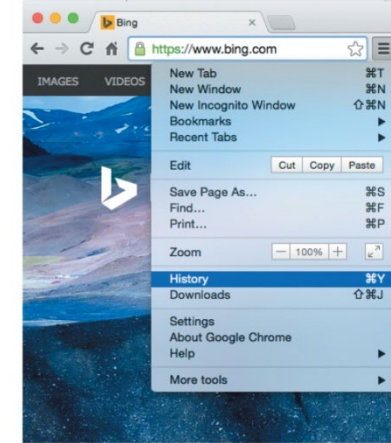 Bing
https://www.bing.com
IMAGES VIDEOS
New Tab ⌘T
New Window ⌘N
New Incognito Window ⇧⌘N
Bookmarks
Recent Tabs
Edit Cut Copy Paste
Save Page As... ⌘S
Find... ⌘F
Print... ⌘P
Zoom − 100% +
History ⌘Y
Downloads ⇧⌘J
Settings
About Google Chrome
Help
More tools